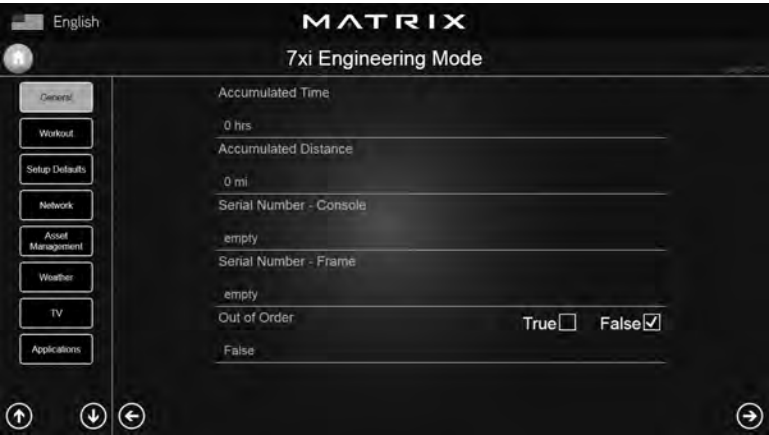 English
MATRIX
7xi Engineering Mode
General
Workout
Setup Defaults
Network
Asset
Management
Weather
TV
Applications
Accumulated Time
0 hrs
Accumulated Distance
0 mi
Serial Number - Console
empty
Serial Number - Frame
empty
Out of Order
True False
False